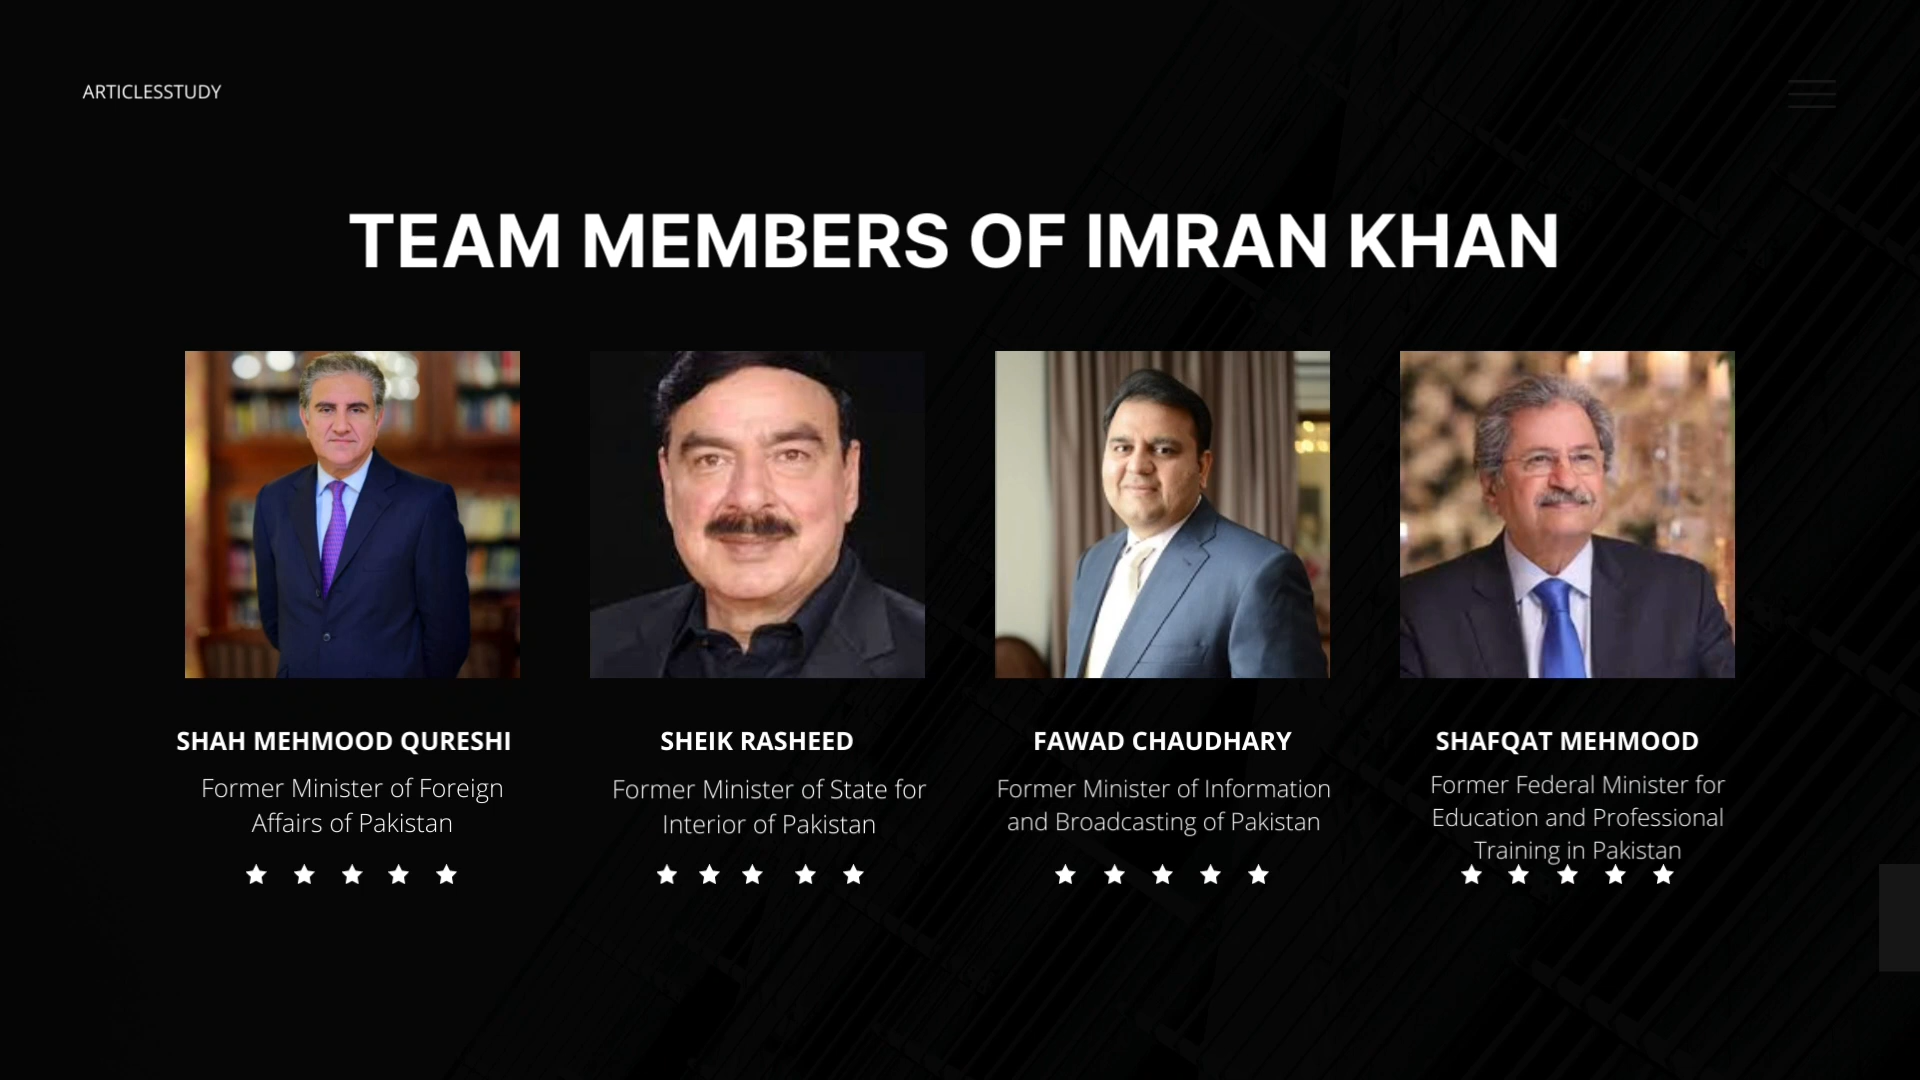 ARTICLESSTUDY
TEAM MEMBERS OF IMRAN KHAN
SHAH MEHMOOD QURESHI
Former Minister of Foreign
Affairs of Pakistan
SHEIK RASHEED
Former Minister of State for
Interior of Pakistan
FAWAD CHAUDHARY
Former Minister of Information
and Broadcasting of Pakistan
SHAFQAT MEHMOOD
Former Federal Minister for
Education and Professional
Training in Pakistan